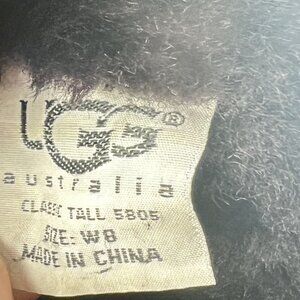 UGG®
australia
CLASSIC TALL 5805
SIZE: W8
MADE IN CHINA